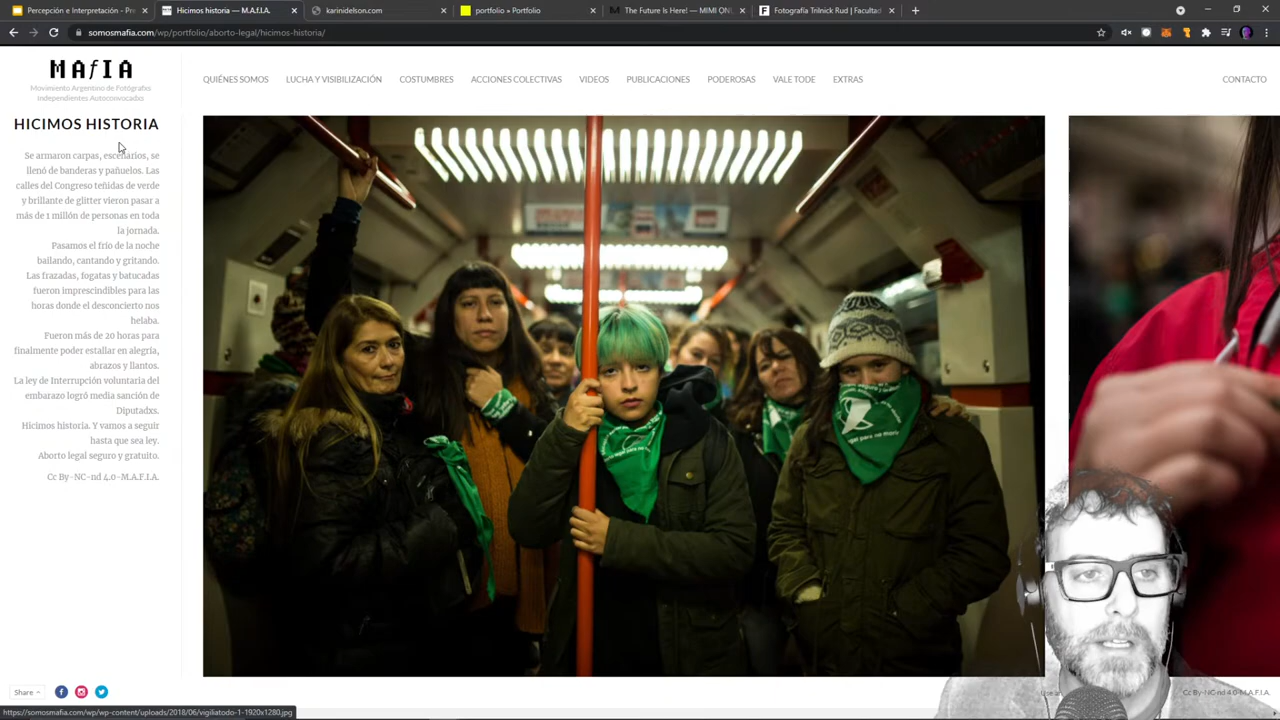 Percepción e Interpretación - Pre
Hicimos historia — M.A.f.I.A.
karinidelson.com
portfolio • Portfolio
The Future Is Here! — MIMI ON
Fotografía Trilnick Rud | Facultad
somosmafia.com/wp/portfolio/aborto-legal/hicimos-historia/
MAfIA
Movimiento Argentino de Fotógrafxs
Independientes Autoconvocadxs
QUIÉNES SOMOS LUCHA Y VISIBILIZACIÓN COSTUMBRES ACCIONES COLECTIVAS VIDEOS PUBLICACIONES PODEROSAS VALE TODE EXTRAS CONTACTO
HICIMOS HISTORIA
Se armaron carpas, escenarios, se
llenó de banderas y pañuelos. Las
calles del Congreso teñidas de verde
y brillante de glitter vieron pasar a
más de 1 millón de personas en toda
la jornada.
Pasamos el frío de la noche
bailando, cantando y gritando.
Las frazadas, fogatas y batucadas
fueron imprescindibles para las
horas donde el desconcierto nos
helaba.
Fueron más de 20 horas para
finalmente poder estallar en alegría,
abrazos y llantos.
La ley de Interrupción voluntaria del
embarazo logró media sanción de
Diputadxs.
Hicimos historia. Y vamos a seguir
hasta que sea ley.
Aborto legal seguro y gratuito.
Cc By-NC-nd 4.0-M.A.F.I.A.
Share
Cc By-NC-nd 4.0-M.A.F.I.A.
https://somosmafia.com/wp/wp-content/uploads/2018/06/vigiliatodo-1-1920x1280.jpg